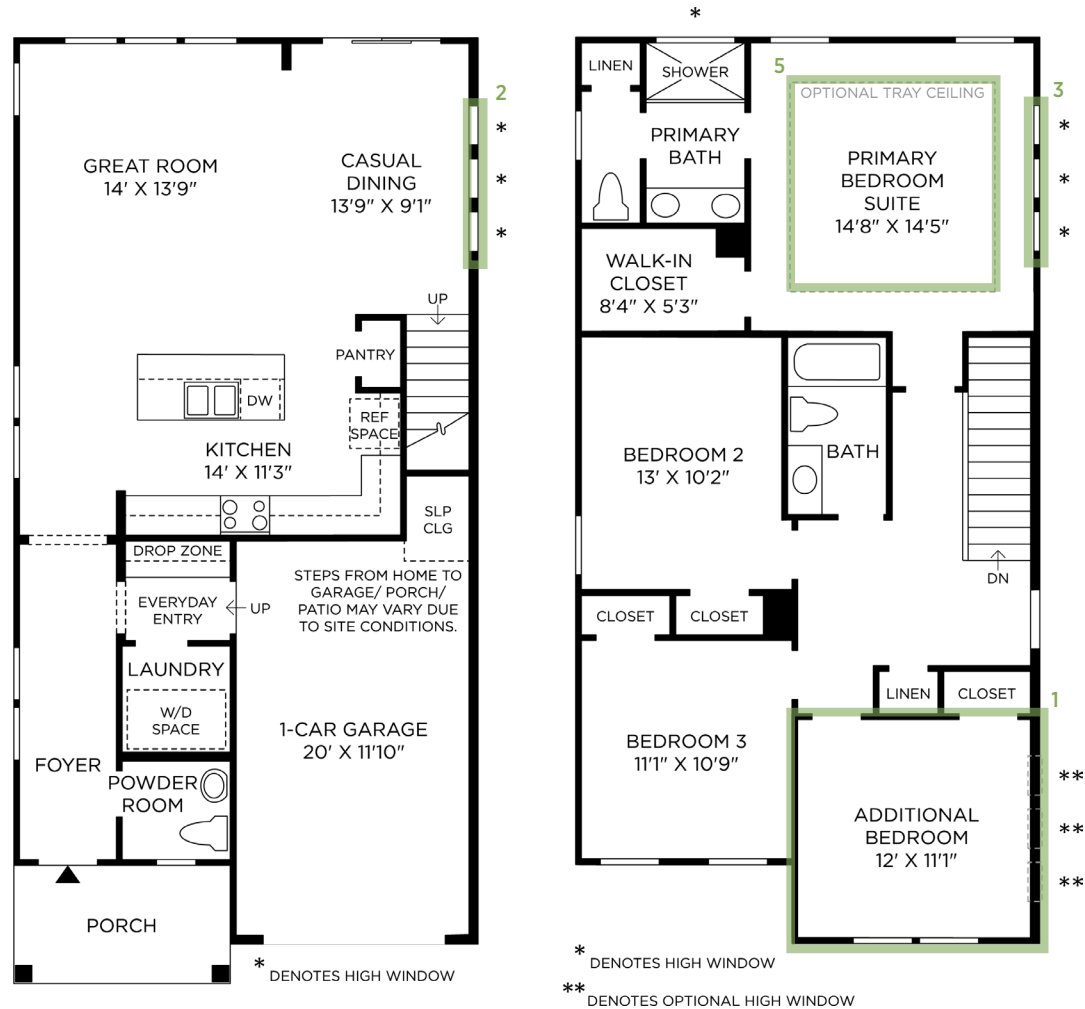 GREAT ROOM
14' X 13'9"
CASUAL
DINING
13'9" X 9'1"
2
*
*
*
UP
PANTRY
DW
REF
SPACE
KITCHEN
14' X 11'3"
SLP
CLG
DROP ZONE
STEPS FROM HOME TO
GARAGE/ PORCH/
PATIO MAY VARY DUE
TO SITE CONDITIONS.
EVERYDAY
ENTRY
UP
LAUNDRY
W/D
SPACE
1-CAR GARAGE
20' X 11'10"
FOYER
POWDER
ROOM
PORCH
* DENOTES HIGH WINDOW
*
LINEN
SHOWER
5
OPTIONAL TRAY CEILING
3
*
*
*
PRIMARY
BATH
PRIMARY
BEDROOM
SUITE
14'8" X 14'5"
WALK-IN
CLOSET
8'4" X 5'3"
BEDROOM 2
13' X 10'2"
BATH
DN
CLOSET
CLOSET
LINEN
CLOSET
1
BEDROOM 3
11'1" X 10'9"
ADDITIONAL
BEDROOM
12' X 11'1"
**
**
**
* DENOTES HIGH WINDOW
** DENOTES OPTIONAL HIGH WINDOW